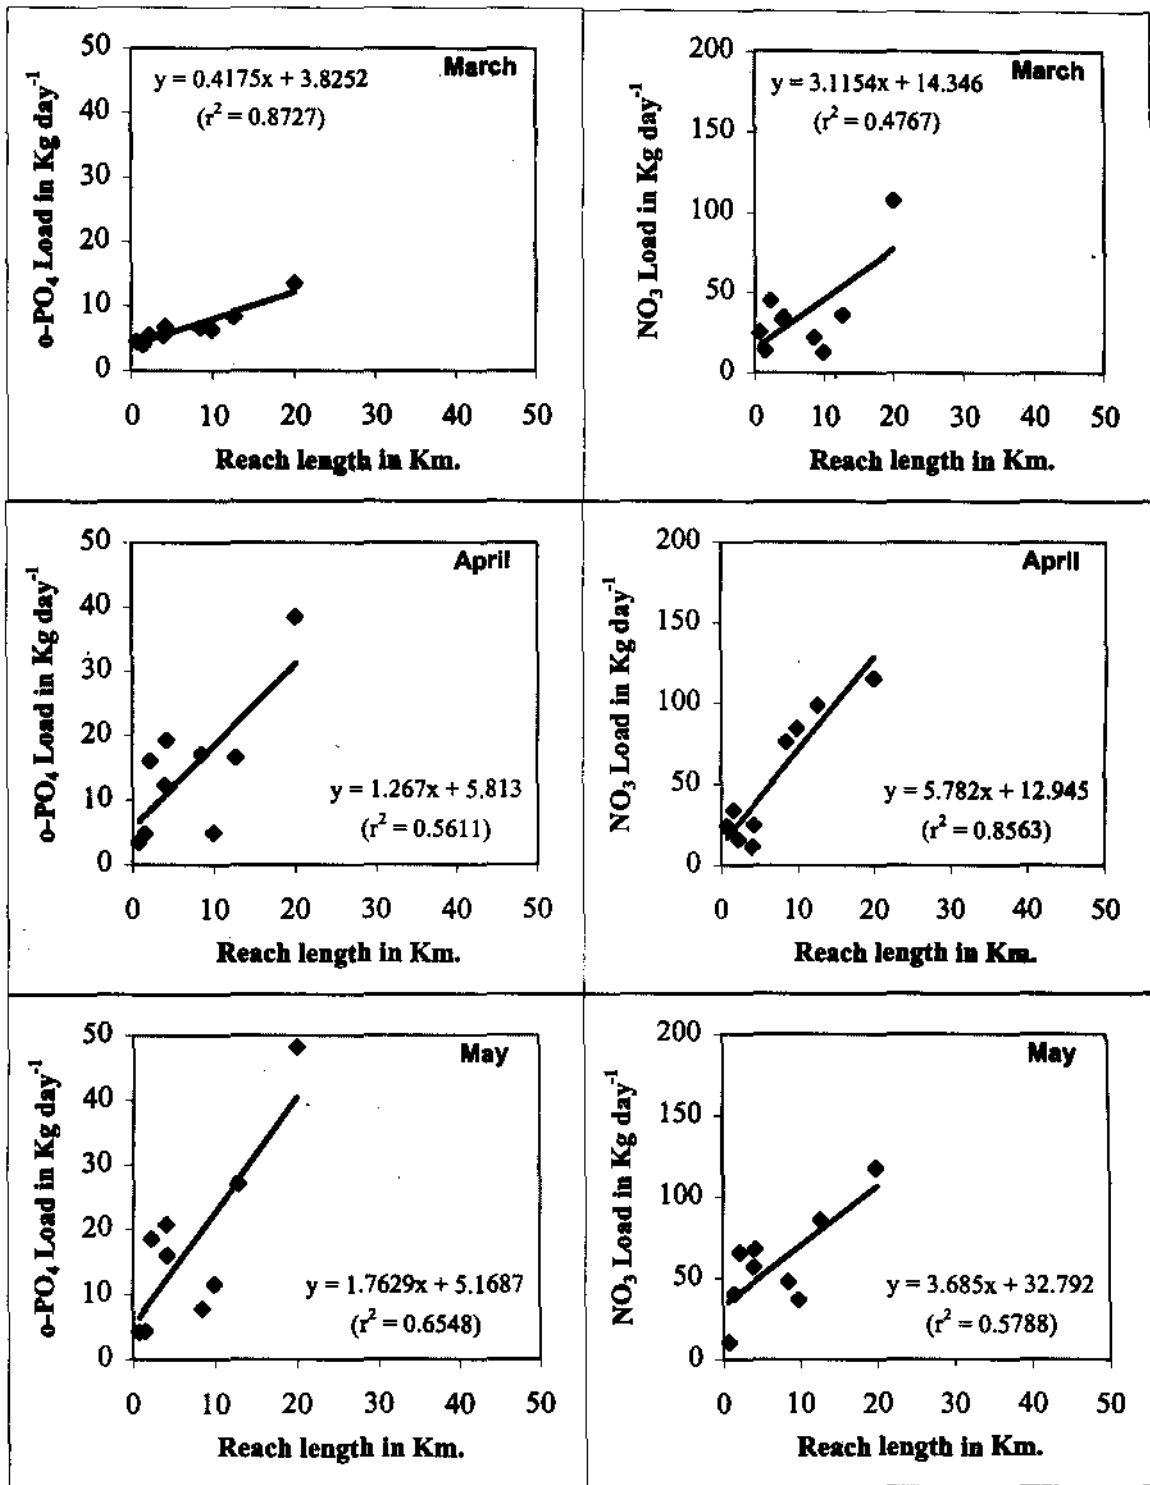 March
y = 0.4175x + 3.8252
(r² = 0.8727)
o-PO₄ Load in Kg day⁻¹
50
40
30
20
10
0
0 10 20 30 40 50
Reach length in Km.
March
y = 3.1154x + 14.346
(r² = 0.4767)
NO₃ Load in Kg day⁻¹
200
150
100
50
0
0 10 20 30 40 50
Reach length in Km.
April
y = 1.267x + 5.813
(r² = 0.5611)
o-PO₄ Load in Kg day⁻¹
50
40
30
20
10
0
0 10 20 30 40 50
Reach length in Km.
April
y = 5.782x + 12.945
(r² = 0.8563)
NO₃ Load in Kg day⁻¹
200
150
100
50
0
0 10 20 30 40 50
Reach length in Km.
May
y = 1.7629x + 5.1687
(r² = 0.6548)
o-PO₄ Load in Kg day⁻¹
50
40
30
20
10
0
0 10 20 30 40 50
Reach length in Km.
May
y = 3.685x + 32.792
(r² = 0.5788)
NO₃ Load in Kg day⁻¹
200
150
100
50
0
0 10 20 30 40 50
Reach length in Km.